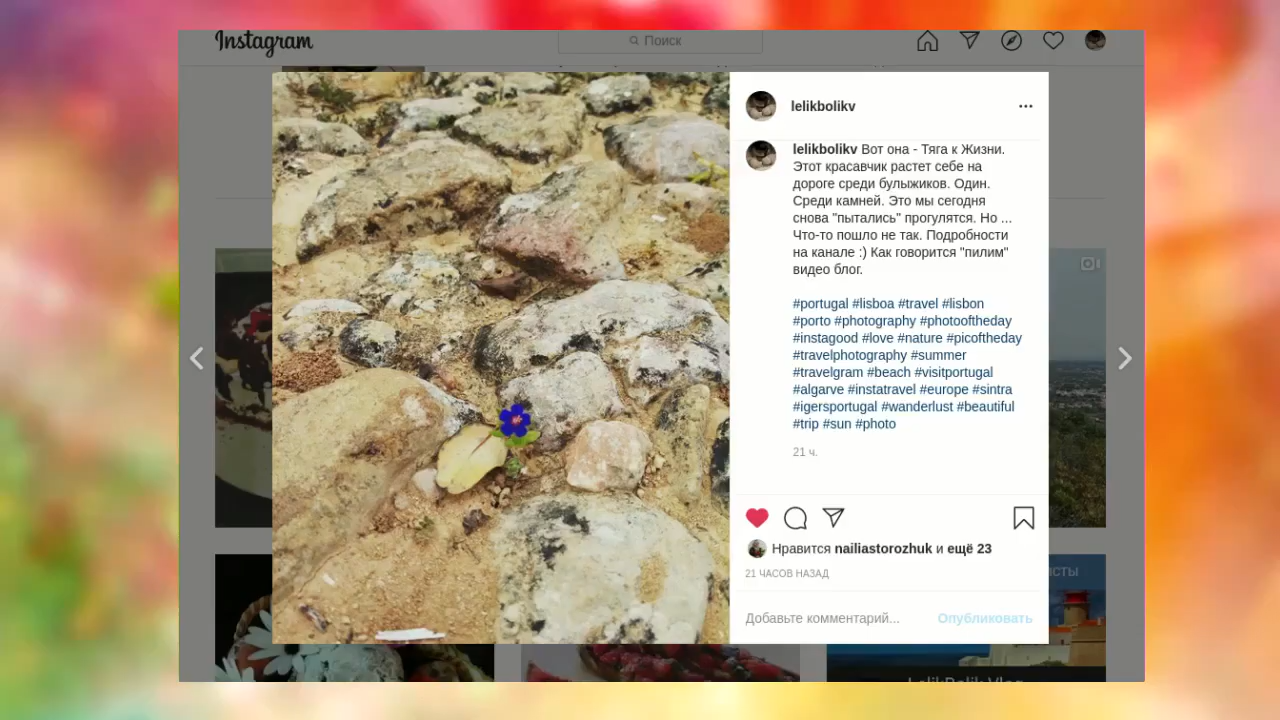 Instagram
Поиск
lelikbolikv
lelikbolikv Вот она - Тяга к Жизни.
Этот красавчик растет себе на
дороге среди булыжиков. Один.
Среди камней. Это мы сегодня
снова "пытались" прогулятся. Но ...
Что-то пошло не так. Подробности
на канале :) Как говорится "пилим"
видео блог.
#portugal #lisboa #travel #lisbon
#porto #photography #photooftheday
#instagood #love #nature #picoftheday
#travelphotography #summer
#travelgram #beach #visitportugal
#algarve #instatravel #europe #sintra
#igersportugal #wanderlust #beautiful
#trip #sun #photo
21 ч.
Нравится nailiastorozhuk и ещё 23
21 ЧАСОВ НАЗАД
Добавьте комментарий...
Опубликовать